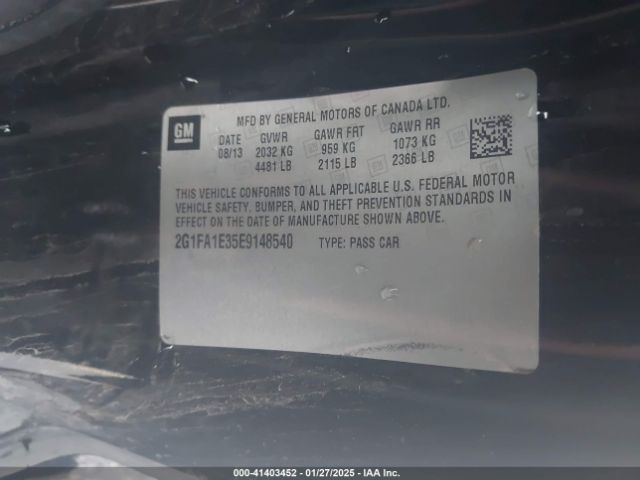 GM
MFD BY GENERAL MOTORS OF CANADA LTD.
DATE GVWR GAWR FRT GAWR RR
08/13 2032 KG 959 KG 1073 KG
4481 LB 2115 LB 2366 LB
THIS VEHICLE CONFORMS TO ALL APPLICABLE U.S. FEDERAL MOTOR
VEHICLE SAFETY, BUMPER, AND THEFT PREVENTION STANDARDS IN
EFFECT ON THE DATE OF MANUFACTURE SHOWN ABOVE.
2G1FA1E35E9148540 TYPE: PASS CAR
000-41403452 - 01/27/2025 - IAA Inc.